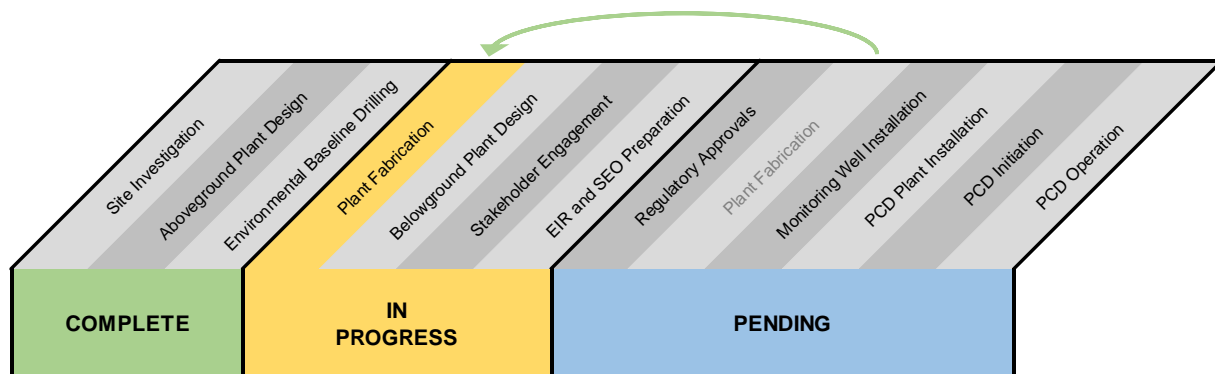 Site Investigation
Aboveground Plant Design
Environmental Baseline Drilling
Plant Fabrication
Belowground Plant Design
Stakeholder Engagement
EIR and SEO Preparation
Regulatory Approvals
Plant Fabrication
Monitoring Well Installation
PCD Plant Installation
PCD Initiation
PCD Operation
COMPLETE
IN
PROGRESS
PENDING